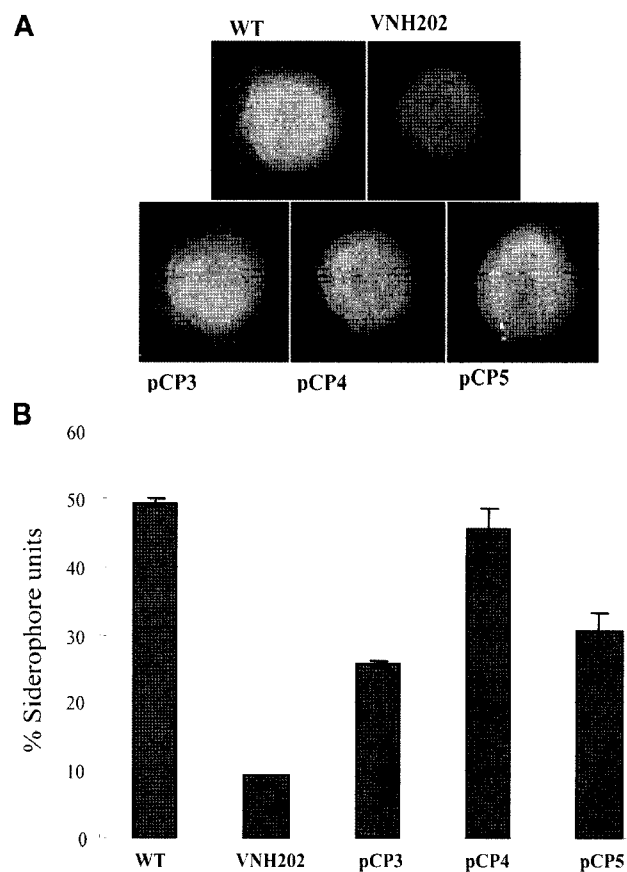 A
WT VNH202
pCP3 pCP4 pCP5
B
60
50
40
30
20
10
0
% Siderophore units
WT VNH202 pCP3 pCP4 pCP5